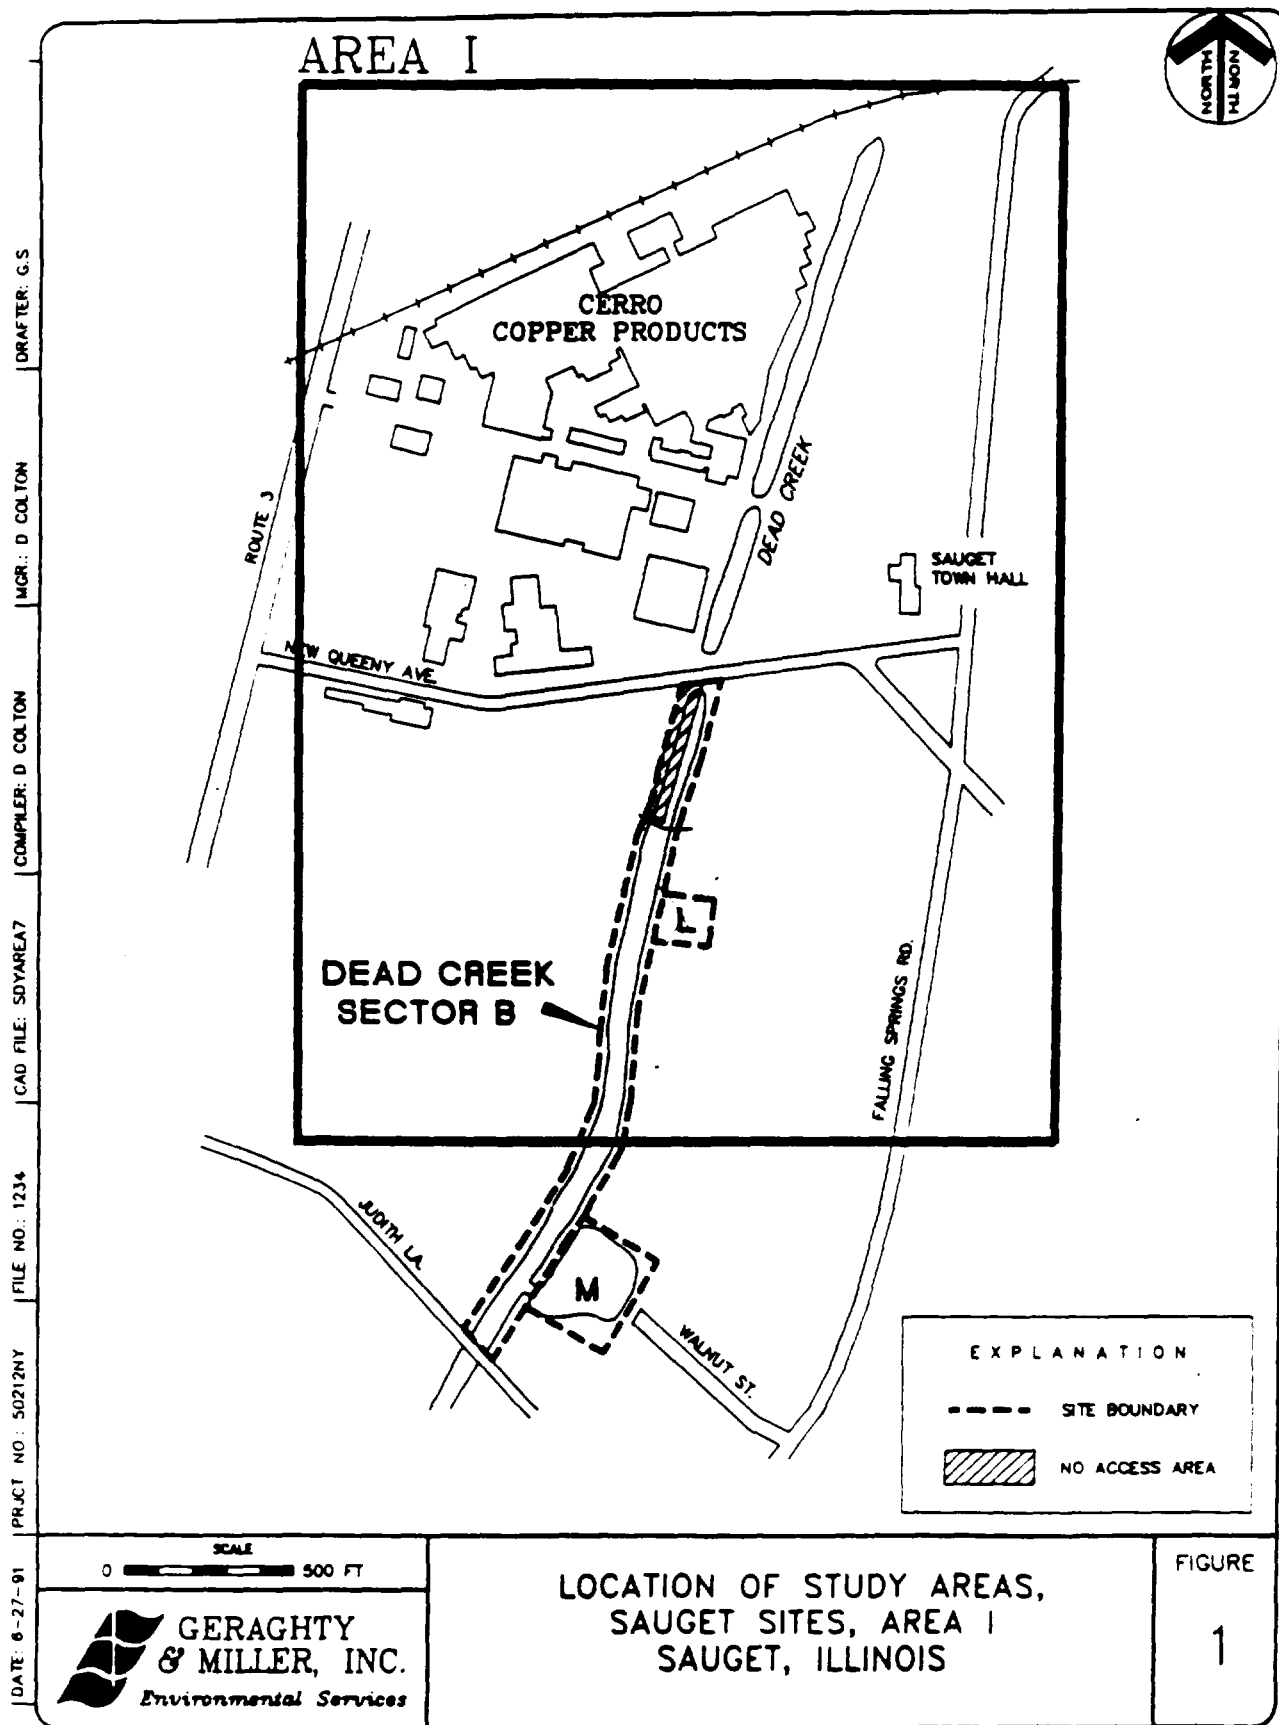 AREA I
NORTH
HTRON
CERRO
COPPER PRODUCTS
ROUTE 3
DEAD CREEK
SAUGET
TOWN HALL
NEW QUEENY AVE.
L
DEAD CREEK
SECTOR B
FALLING SPRINGS RD.
JUDITH LA.
M
WALNUT ST.
EXPLANATION
SITE BOUNDARY
NO ACCESS AREA
DATE: 6-27-91
PRJCT NO.: 50212NY
FILE NO.: 1234
CAD FILE: SDYAREA7
COMPILER: D COLTON
MGR.: D COLTON
DRAFTER: G.S
SCALE
0 500 FT
GERAGHTY
& MILLER, INC.
Environmental Services
LOCATION OF STUDY AREAS,
SAUGET SITES, AREA I
SAUGET, ILLINOIS
FIGURE
1